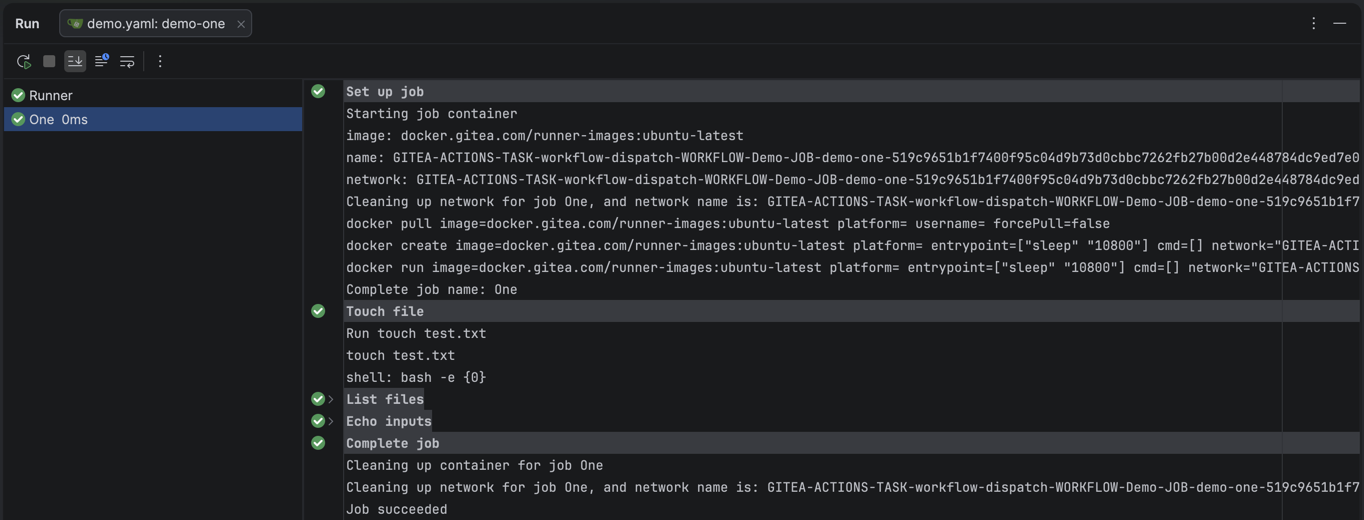 Run
demo.yaml: demo-one
Runner
One 0ms
Set up job
Starting job container
image: docker.gitea.com/runner-images:ubuntu-latest
name: GITEA-ACTIONS-TASK-workflow-dispatch-WORKFLOW-Demo-JOB-demo-one-519c9651b1f7400f95c04d9b73d0cbbc7262fb27b00d2e448784dc9ed7e0
network: GITEA-ACTIONS-TASK-workflow-dispatch-WORKFLOW-Demo-JOB-demo-one-519c9651b1f7400f95c04d9b73d0cbbc7262fb27b00d2e448784dc9ed
Cleaning up network for job One, and network name is: GITEA-ACTIONS-TASK-workflow-dispatch-WORKFLOW-Demo-JOB-demo-one-519c9651b1f7
docker pull image=docker.gitea.com/runner-images:ubuntu-latest platform= username= forcePull=false
docker create image=docker.gitea.com/runner-images:ubuntu-latest platform= entrypoint=["sleep" "10800"] cmd=[] network="GITEA-ACTI
docker run image=docker.gitea.com/runner-images:ubuntu-latest platform= entrypoint=["sleep" "10800"] cmd=[] network="GITEA-ACTIONS
Complete job name: One
Touch file
Run touch test.txt
touch test.txt
shell: bash -e {0}
List files
Echo inputs
Complete job
Cleaning up container for job One
Cleaning up network for job One, and network name is: GITEA-ACTIONS-TASK-workflow-dispatch-WORKFLOW-Demo-JOB-demo-one-519c9651b1f7
Job succeeded